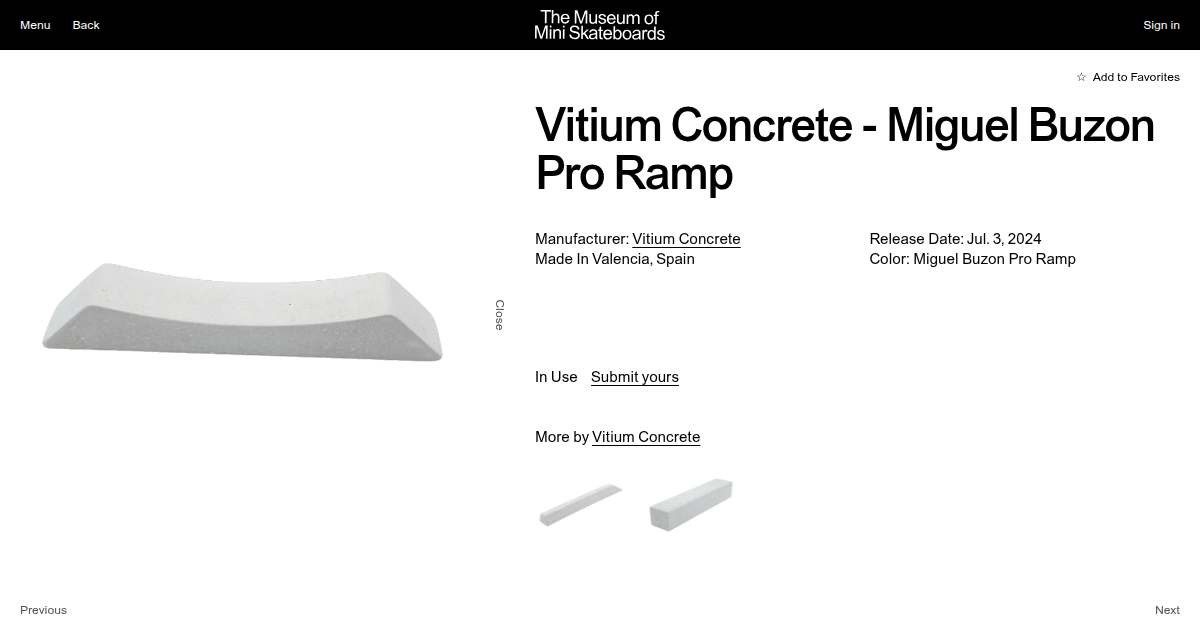 Menu Back
The Museum of
Mini Skateboards
Sign in
☆ Add to Favorites
Vitium Concrete - Miguel Buzon
Pro Ramp
Manufacturer: Vitium Concrete
Made In Valencia, Spain
Release Date: Jul. 3, 2024
Color: Miguel Buzon Pro Ramp
Close
In Use Submit yours
More by Vitium Concrete
Previous
Next